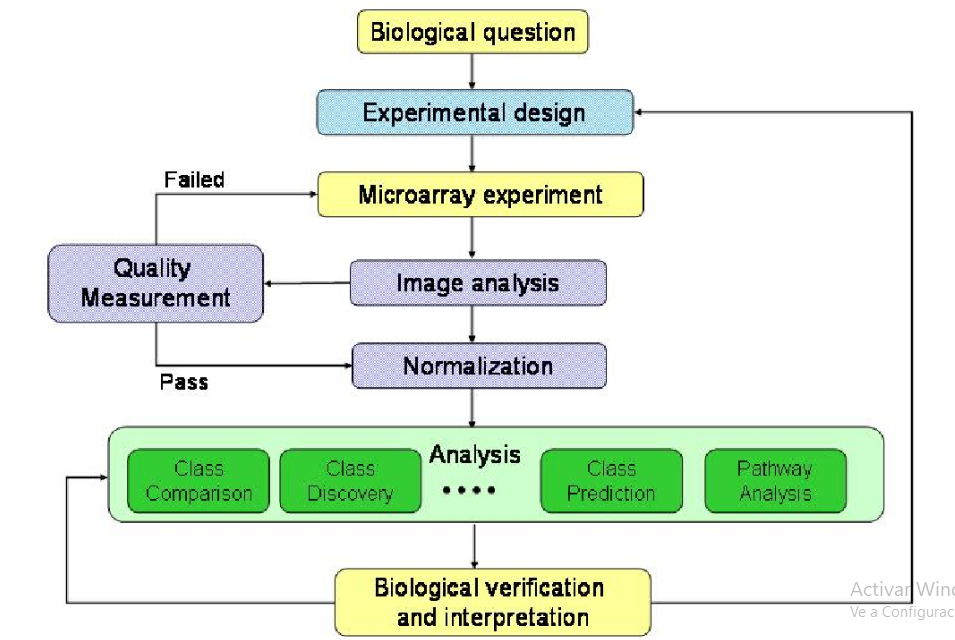 Biological question
Experimental design
Failed
Microarray experiment
Quality
Measurement
Image analysis
Normalization
Pass
Analysis
Class
Comparison
Class
Discovery
••••
Class
Prediction
Pathway
Analysis
Biological verification
and interpretation
Activar Wind
Ve a Configurac